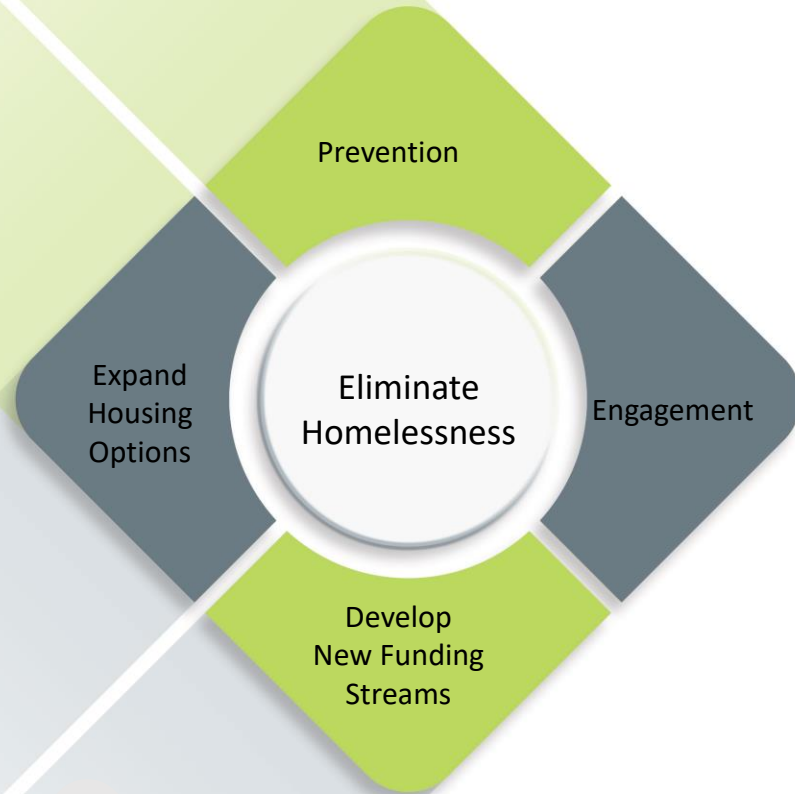 Prevention
Expand
Housing
Options
Eliminate
Homelessness
Engagement
Develop
New Funding
Streams